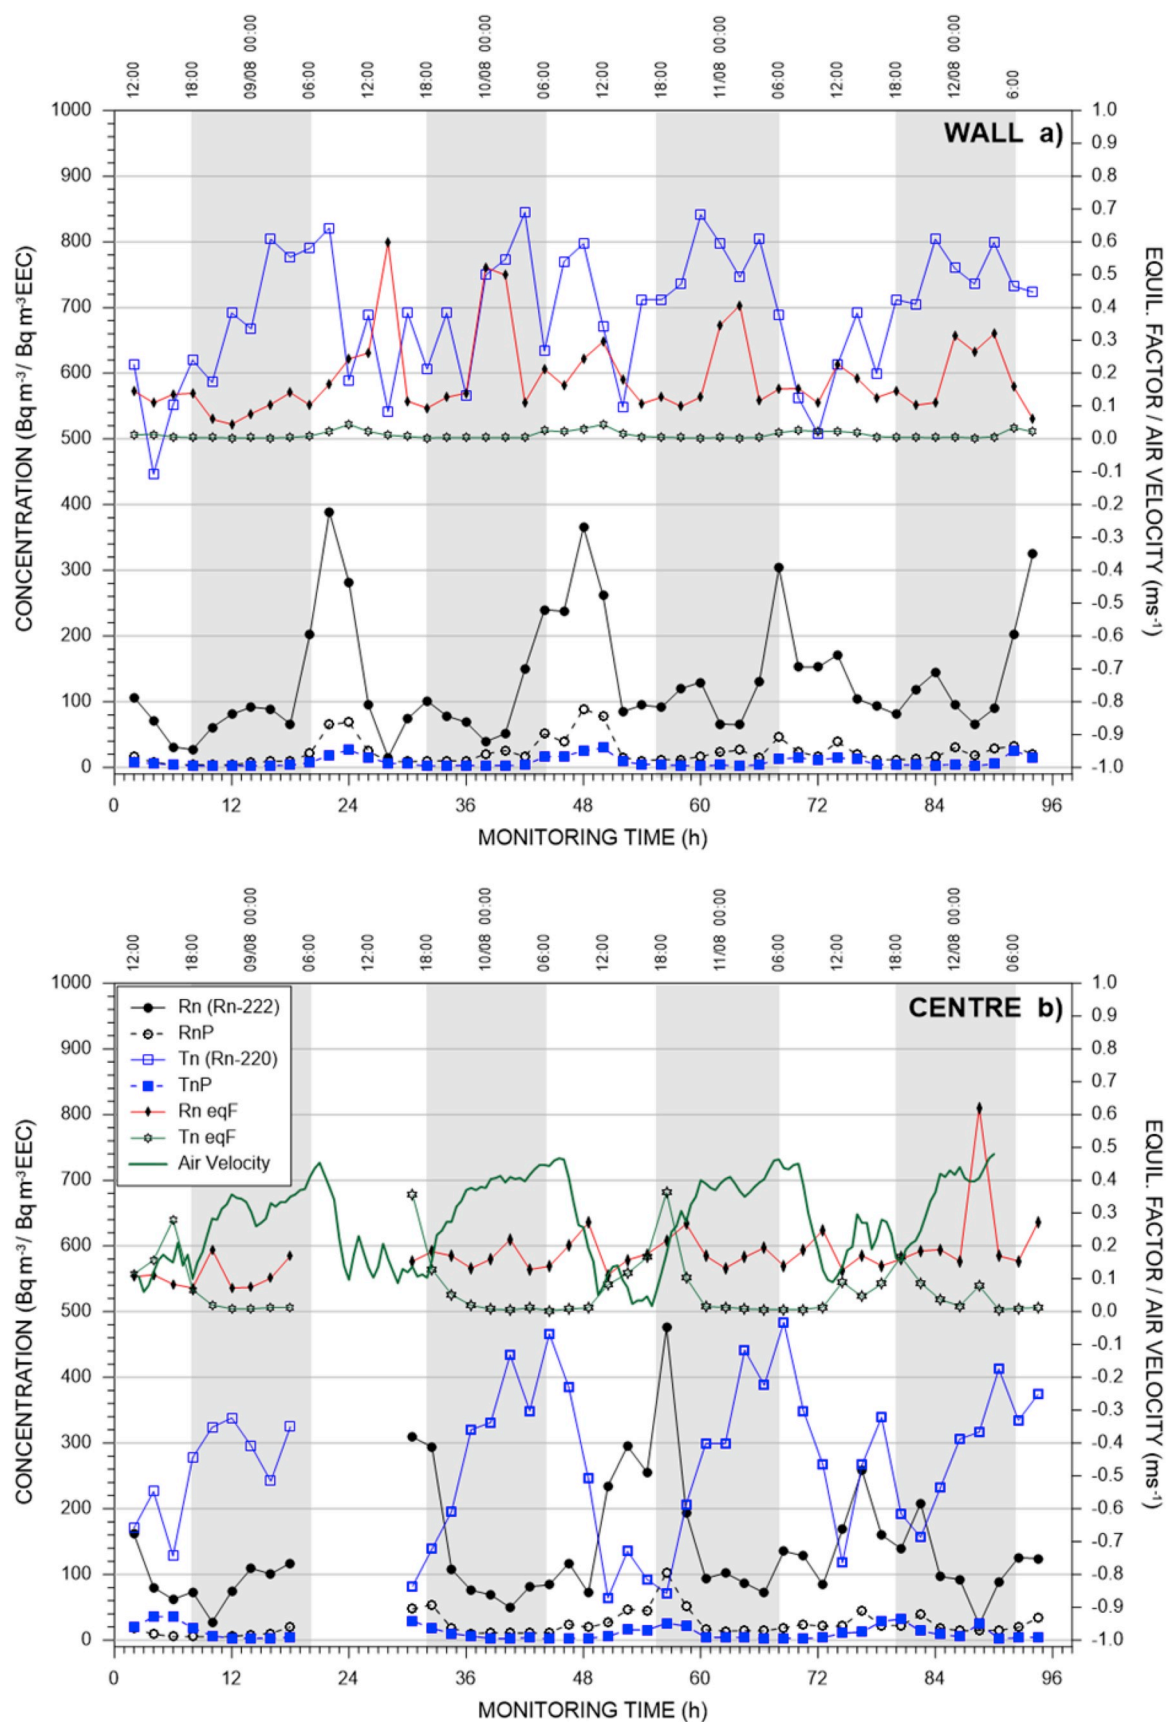 12:00 18:00 09/08 00:00 06:00 12:00 18:00 10/08 00:00 06:00 12:00 18:00 11/08 00:00 06:00 12:00 18:00 12/08 00:00 6:00
WALL a)
1000 900 800 700 600 500 400 300 200 100 0
CONCENTRATION (Bq m-3/ Bq m-3EEC)
1.0 0.9 0.8 0.7 0.6 0.5 0.4 0.3 0.2 0.1 0.0 -0.1 -0.2 -0.3 -0.4 -0.5 -0.6 -0.7 -0.8 -0.9 -1.0
EQUIL. FACTOR / AIR VELOCITY (ms-1)
0 12 24 36 48 60 72 84 96
MONITORING TIME (h)
12:00 18:00 09/08 00:00 06:00 12:00 18:00 10/08 00:00 06:00 12:00 18:00 11/08 00:00 06:00 12:00 18:00 12/08 00:00 06:00
CENTRE b)
Rn (Rn-222)
RnP
Tn (Rn-220)
TnP
Rn eqF
Tn eqF
Air Velocity
1000 900 800 700 600 500 400 300 200 100 0
CONCENTRATION (Bq m-3/ Bq m-3EEC)
1.0 0.9 0.8 0.7 0.6 0.5 0.4 0.3 0.2 0.1 0.0 -0.1 -0.2 -0.3 -0.4 -0.5 -0.6 -0.7 -0.8 -0.9 -1.0
EQUIL. FACTOR / AIR VELOCITY (ms-1)
0 12 24 36 48 60 72 84 96
MONITORING TIME (h)